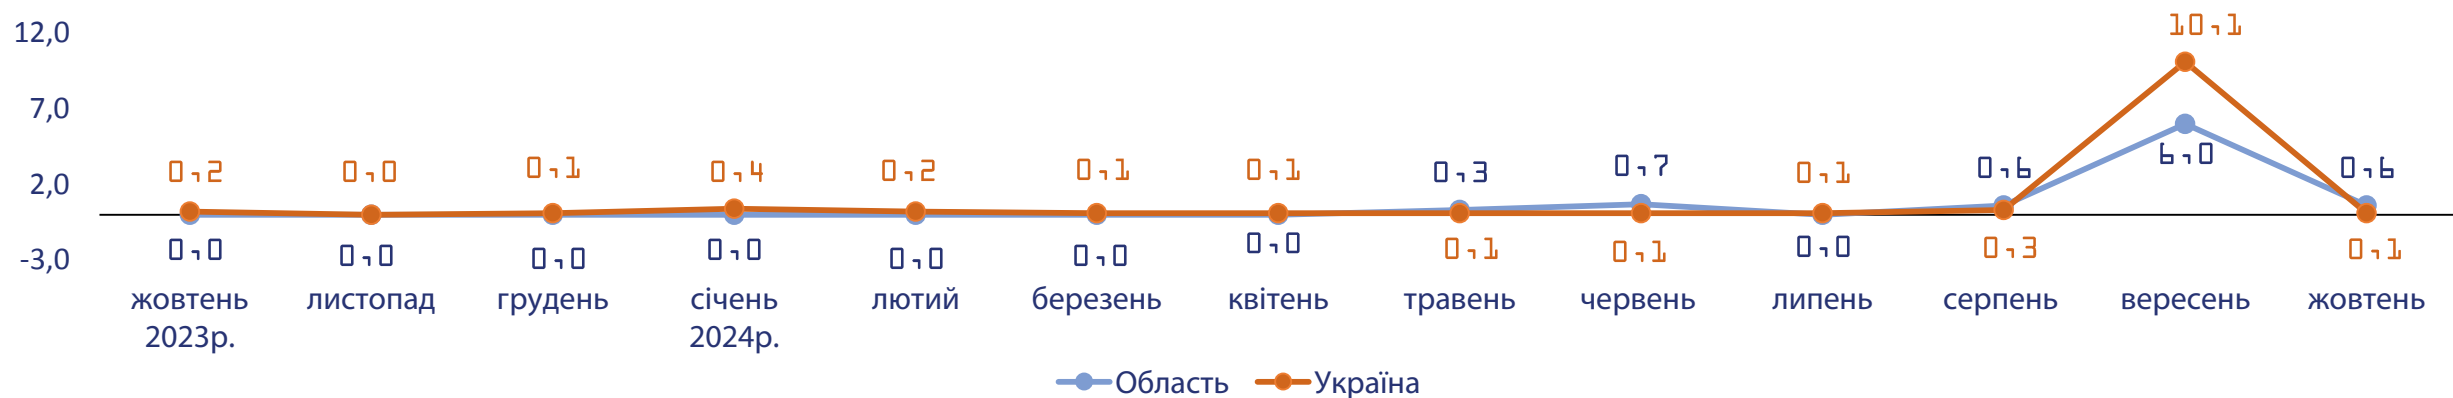 12,0
7,0
2,0
-3,0
10,1
0,2 0,0 0,1 0,4 0,2 0,1 0,1 0,3 0,7 0,1 0,6 6,0 0,6
0,0 0,0 0,0 0,0 0,0 0,0 0,0 0,1 0,1 0,0 0,3 0,1
жовтень листопад грудень січень лютий березень квітень травень червень липень серпень вересень жовтень
2023р. 2024р.
Область Україна